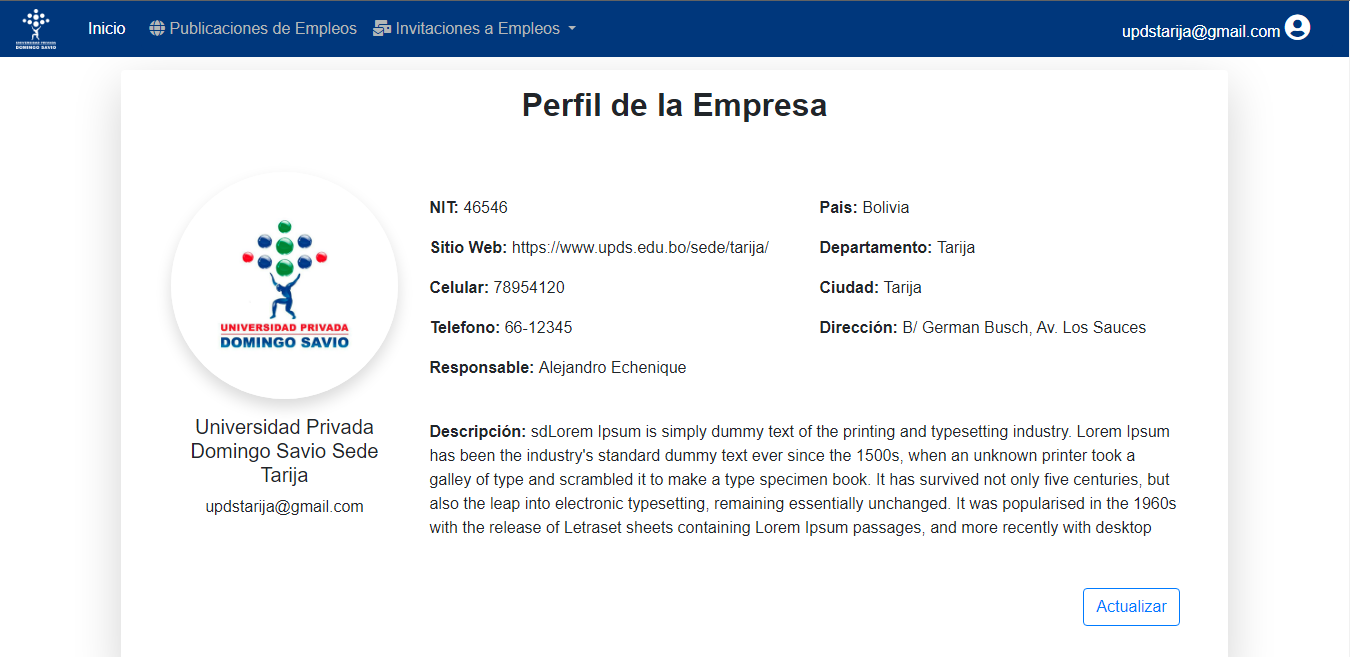 UNIVERSIDAD PRIVADA
DOMINGO SAVIO
Inicio
Publicaciones de Empleos
Invitaciones a Empleos
updstarija@gmail.com
Perfil de la Empresa
UNIVERSIDAD PRIVADA
DOMINGO SAVIO
Universidad Privada
Domingo Savio Sede
Tarija
updstarija@gmail.com
NIT: 46546
Sitio Web: https://www.upds.edu.bo/sede/tarija/
Celular: 78954120
Telefono: 66-12345
Responsable: Alejandro Echenique
Pais: Bolivia
Departamento: Tarija
Ciudad: Tarija
Dirección: B/ German Busch, Av. Los Sauces
Descripción: sdLorem Ipsum is simply dummy text of the printing and typesetting industry. Lorem Ipsum
has been the industry's standard dummy text ever since the 1500s, when an unknown printer took a
galley of type and scrambled it to make a type specimen book. It has survived not only five centuries, but
also the leap into electronic typesetting, remaining essentially unchanged. It was popularised in the 1960s
with the release of Letraset sheets containing Lorem Ipsum passages, and more recently with desktop
Actualizar